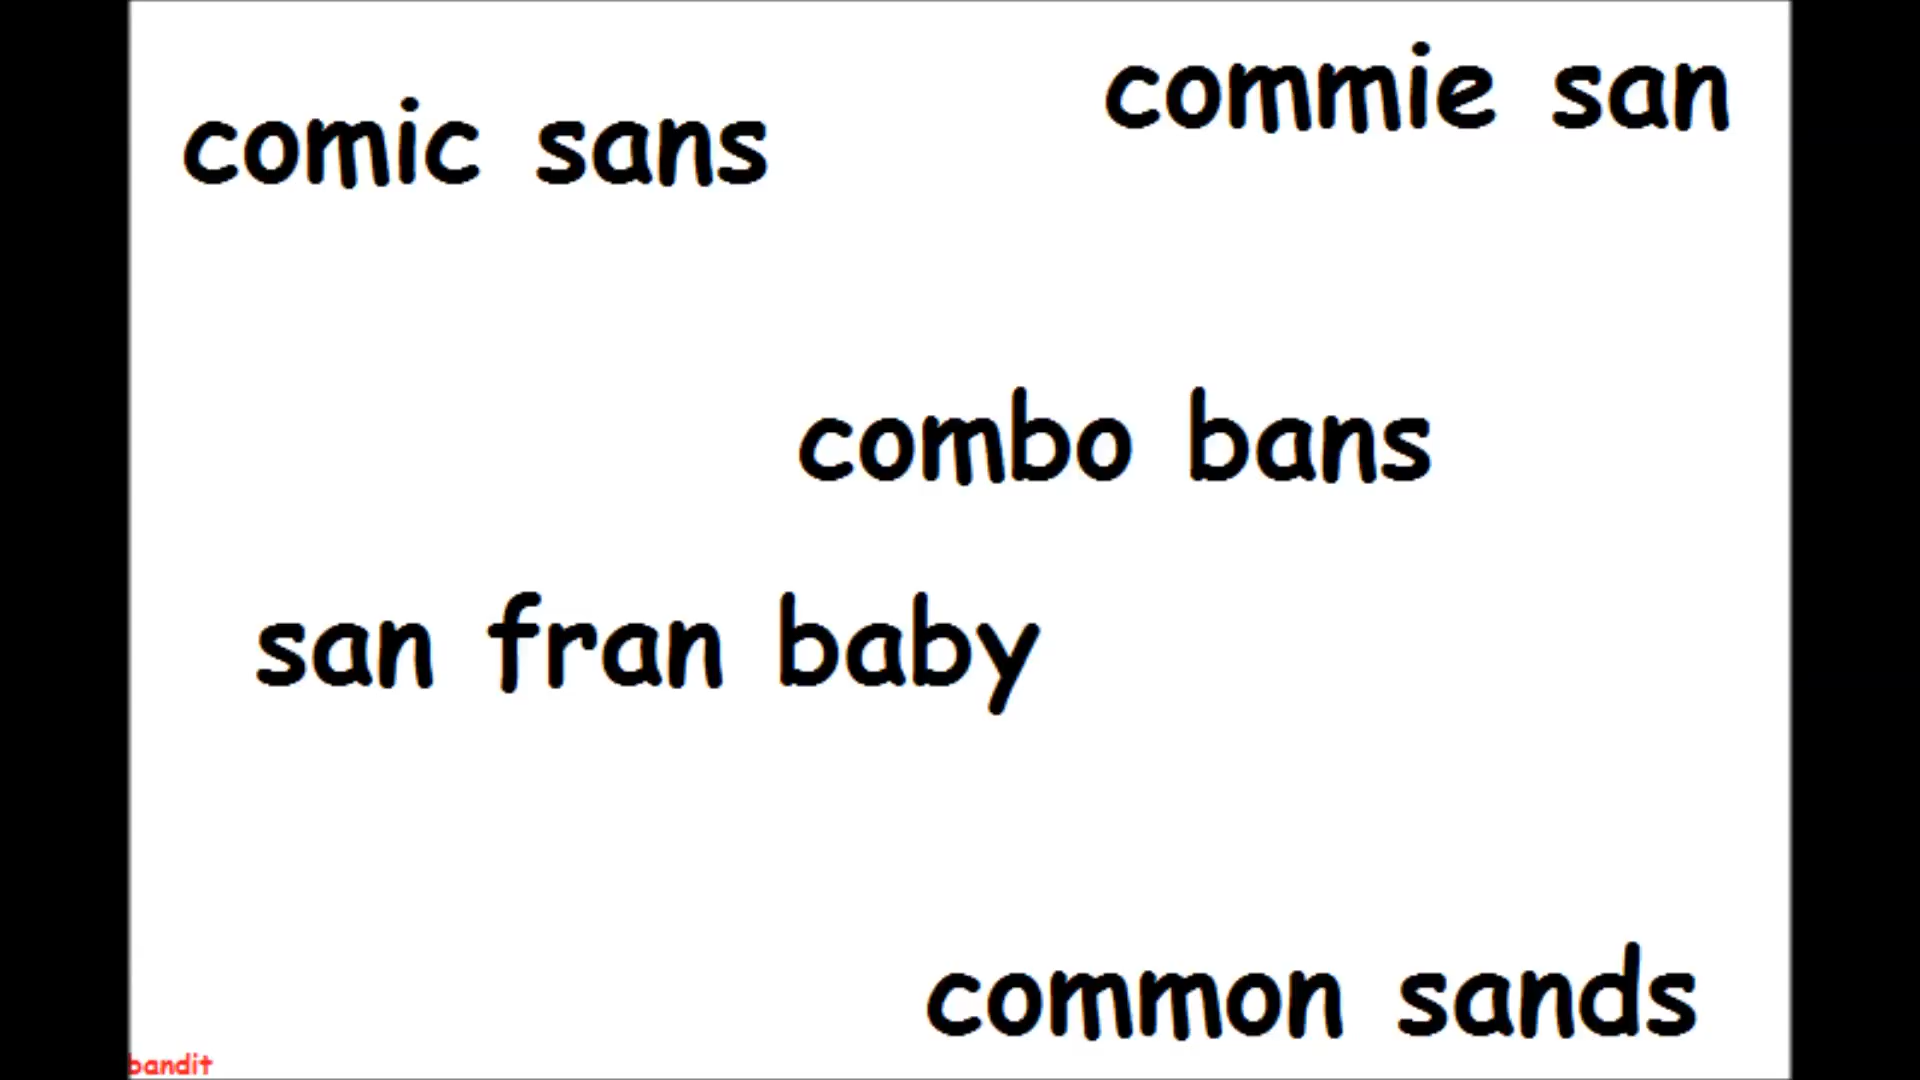 comic sans
commie san
combo bans
san fran baby
common sands
bandit